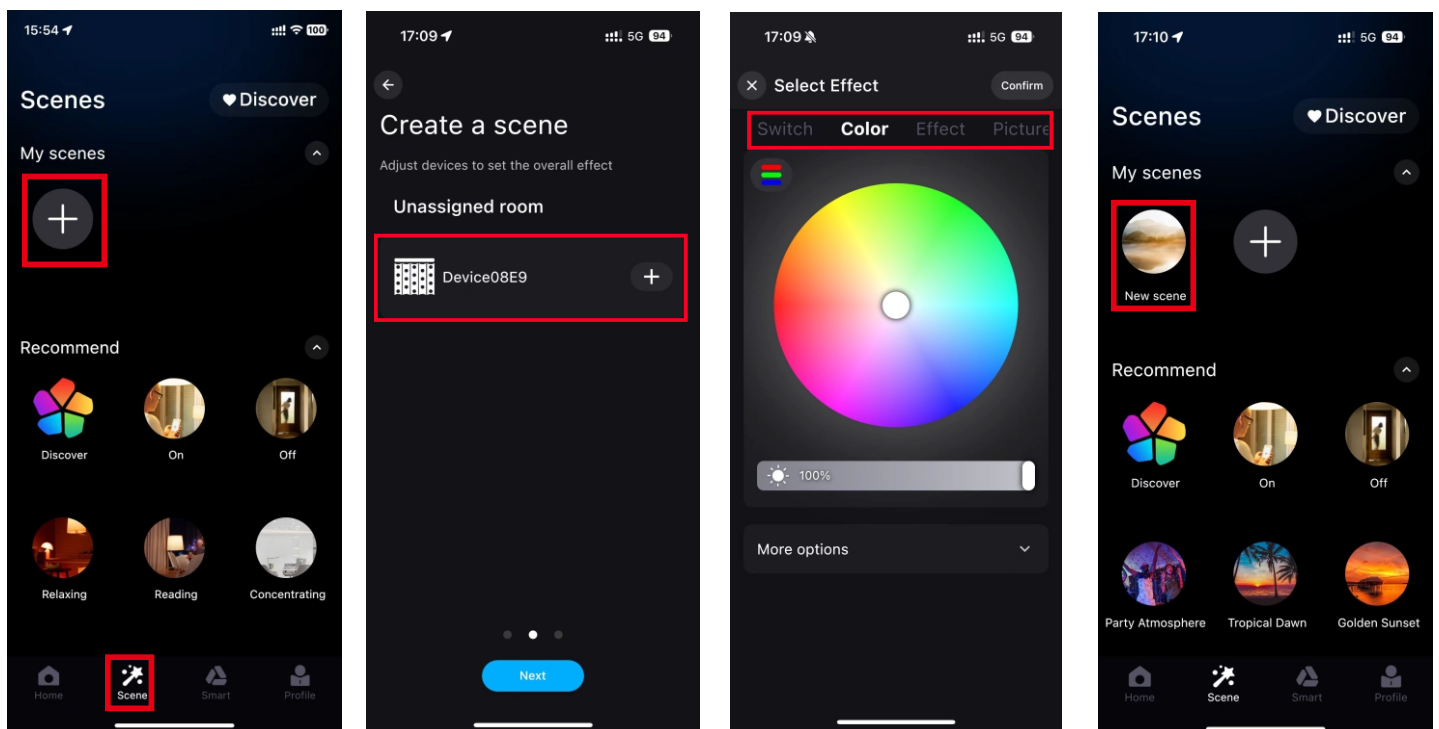 15:54
100
Scenes
Discover
My scenes
Recommend
Discover On Off
Relaxing Reading Concentrating
Home Scene Smart Profile
17:09
5G 94
Create a scene
Adjust devices to set the overall effect
Unassigned room
Device08E9
Next
17:09
5G 94
Select Effect
Confirm
Switch Color Effect Picture
100%
More options
17:10
5G 94
Scenes
Discover
My scenes
New scene
Recommend
Discover On Off
Party Atmosphere Tropical Dawn Golden Sunset
Home Scene Smart Profile